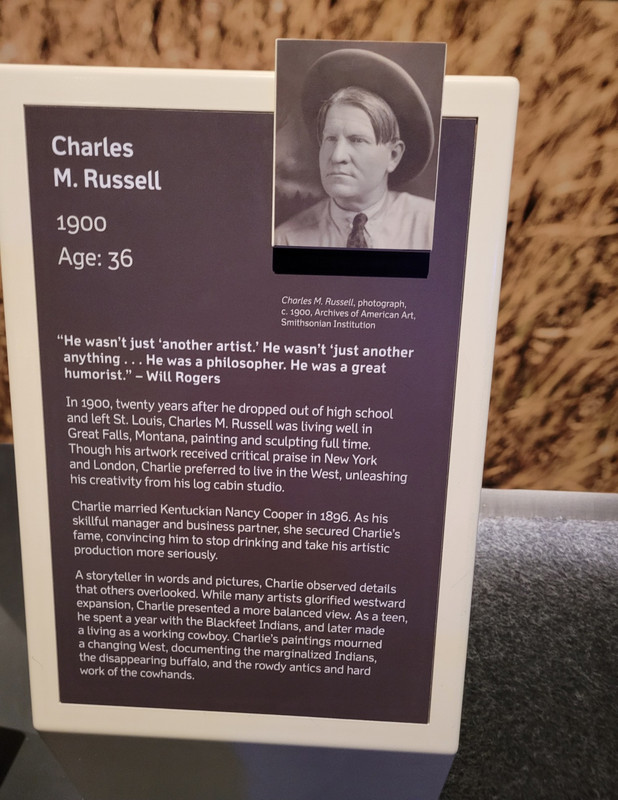 Charles
M. Russell
1900
Age: 36
Charles M. Russell, photograph,
c. 1900, Archives of American Art,
Smithsonian Institution
“He wasn’t just ‘another artist.’ He wasn’t ‘just another
anything . . . He was a philosopher. He was a great
humorist.” – Will Rogers
In 1900, twenty years after he dropped out of high school
and left St. Louis, Charles M. Russell was living well in
Great Falls, Montana, painting and sculpting full time.
Though his artwork received critical praise in New York
and London, Charlie preferred to live in the West, unleashing
his creativity from his log cabin studio.
Charlie married Kentuckian Nancy Cooper in 1896. As his
skillful manager and business partner, she secured Charlie’s
fame, convincing him to stop drinking and take his artistic
production more seriously.
A storyteller in words and pictures, Charlie observed details
that others overlooked. While many artists glorified westward
expansion, Charlie presented a more balanced view. As a teen,
he spent a year with the Blackfeet Indians, and later made
a living as a working cowboy. Charlie’s paintings mourned
a changing West, documenting the marginalized Indians,
the disappearing buffalo, and the rowdy antics and hard
work of the cowhands.